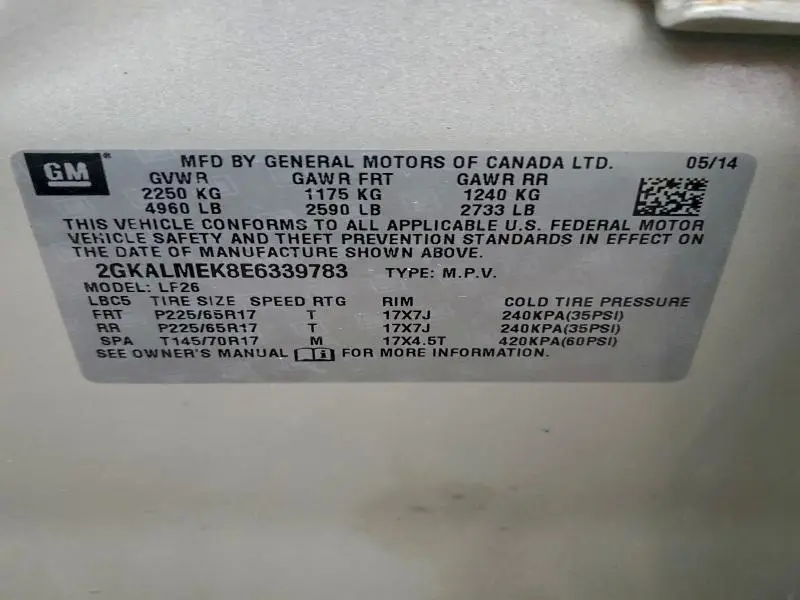 GM® MFD BY GENERAL MOTORS OF CANADA LTD. 05/14
GVWR GAWR FRT GAWR RR
2250 KG 1175 KG 1240 KG
4960 LB 2590 LB 2733 LB
THIS VEHICLE CONFORMS TO ALL APPLICABLE U.S. FEDERAL MOTOR
VEHICLE SAFETY AND THEFT PREVENTION STANDARDS IN EFFECT ON
THE DATE OF MANUFACTURE SHOWN ABOVE.
2GKALMEK8E6339783 TYPE: M.P.V.
MODEL: LF26
LBC5 TIRE SIZE SPEED RTG RIM COLD TIRE PRESSURE
FRT P225/65R17 T 17X7J 240KPA(35PSI)
RR P225/65R17 T 17X7J 240KPA(35PSI)
SPA T145/70R17 M 17X4.5T 420KPA(60PSI)
SEE OWNER'S MANUAL FOR MORE INFORMATION.